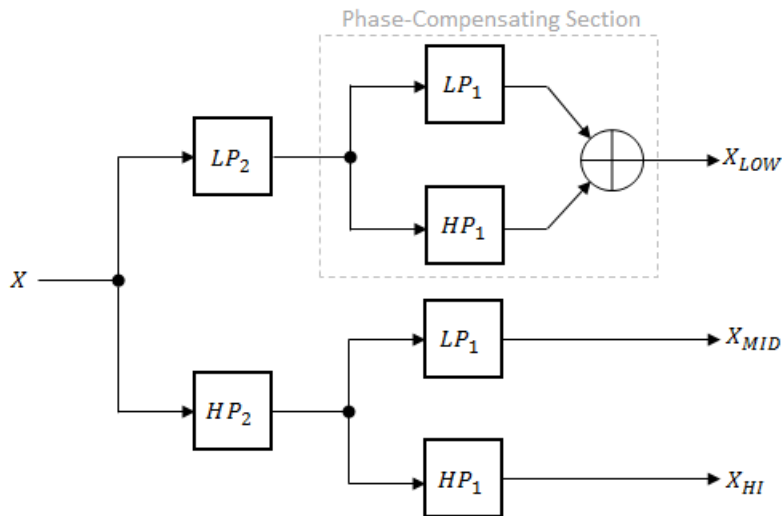 Phase-Compensating Section
LP₁
LP₂
X_LOW
HP₁
X
LP₁
X_MID
HP₂
HP₁
X_HI